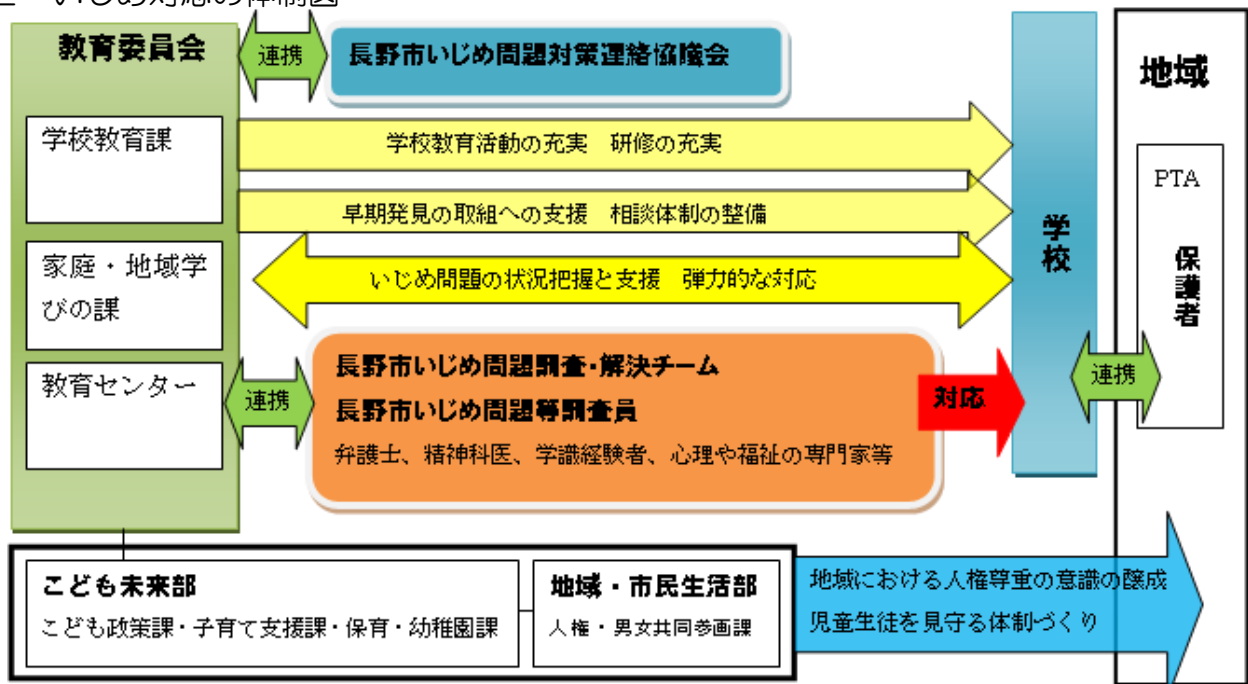 いじめ対応の体制図
教育委員会
連携
長野市いじめ問題対策連絡協議会
地域
学校教育課
学校教育活動の充実 研修の充実
早期発見の取組への支援 相談体制の整備
家庭・地域学
びの課
いじめ問題の状況把握と支援 弾力的な対応
学校
PTA
保護者
教育センター
連携
長野市いじめ問題調査・解決チーム
長野市いじめ問題等調査員
弁護士、精神科医、学識経験者、心理や福祉の専門家等
対応
連携
こども未来部
こども政策課・子育て支援課・保育・幼稚園課
地域・市民生活部
人権・男女共同参画課
地域における人権尊重の意識の醸成
児童生徒を見守る体制づくり